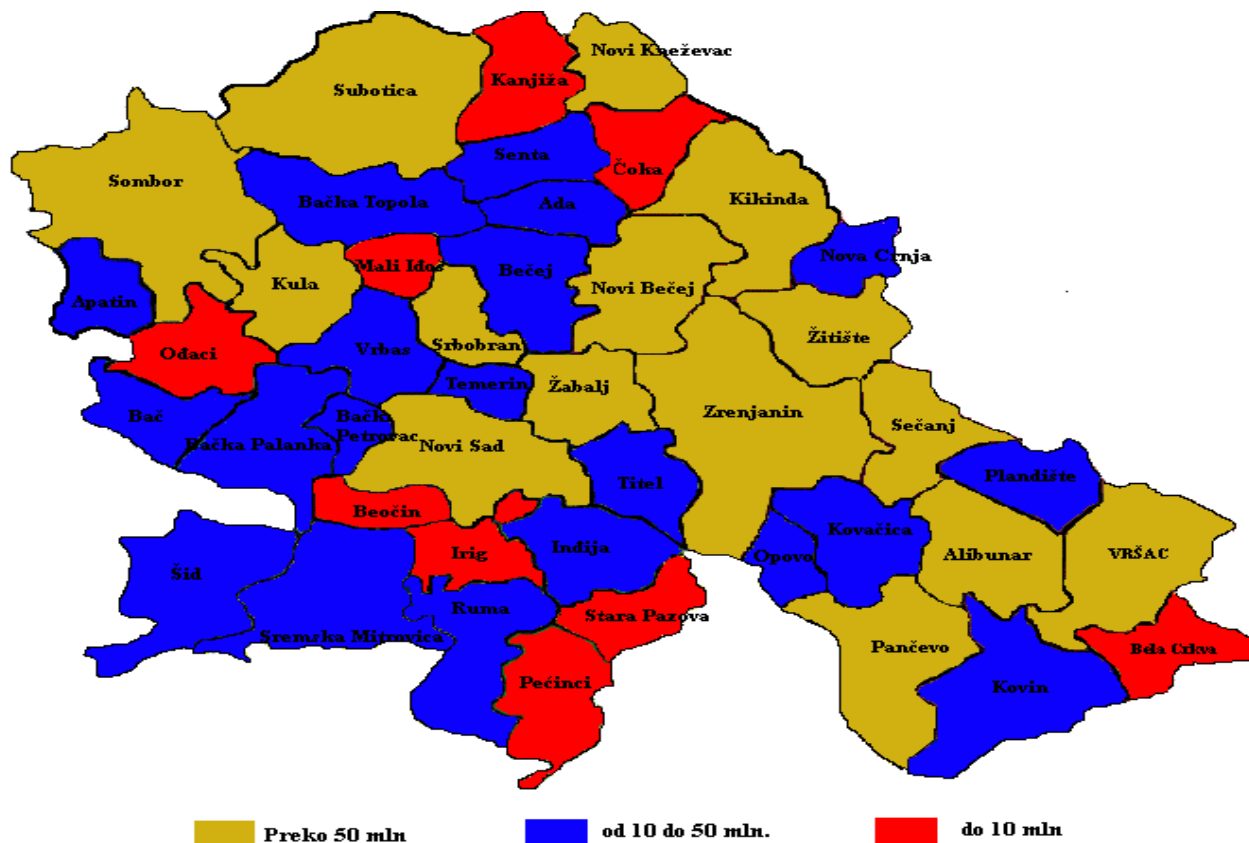 Novi Kneževac
Kanjiža
Subotica
Senta
Čoka
Sombor
Bačka Topola
Ada
Kikinda
Nova Crnja
Mali Iđoš
Bečej
Kula
Novi Bečej
Apatin
Žitište
Srbobran
Vrbas
Odaci
Temerin
Žabalj
Zrenjanin
Bač
Bački
Petrovac
Sečanj
Bačka Palanka
Novi Sad
Titel
Plandište
Beočin
Kovačica
Irig
Inđija
Opovo
Alibunar
VRŠAC
Šid
Ruma
Stara Pazova
Sremska Mitrovica
Pančevo
Bela Crkva
Pećinci
Kovin
Preko 50 mln
od 10 do 50 mln.
do 10 mln